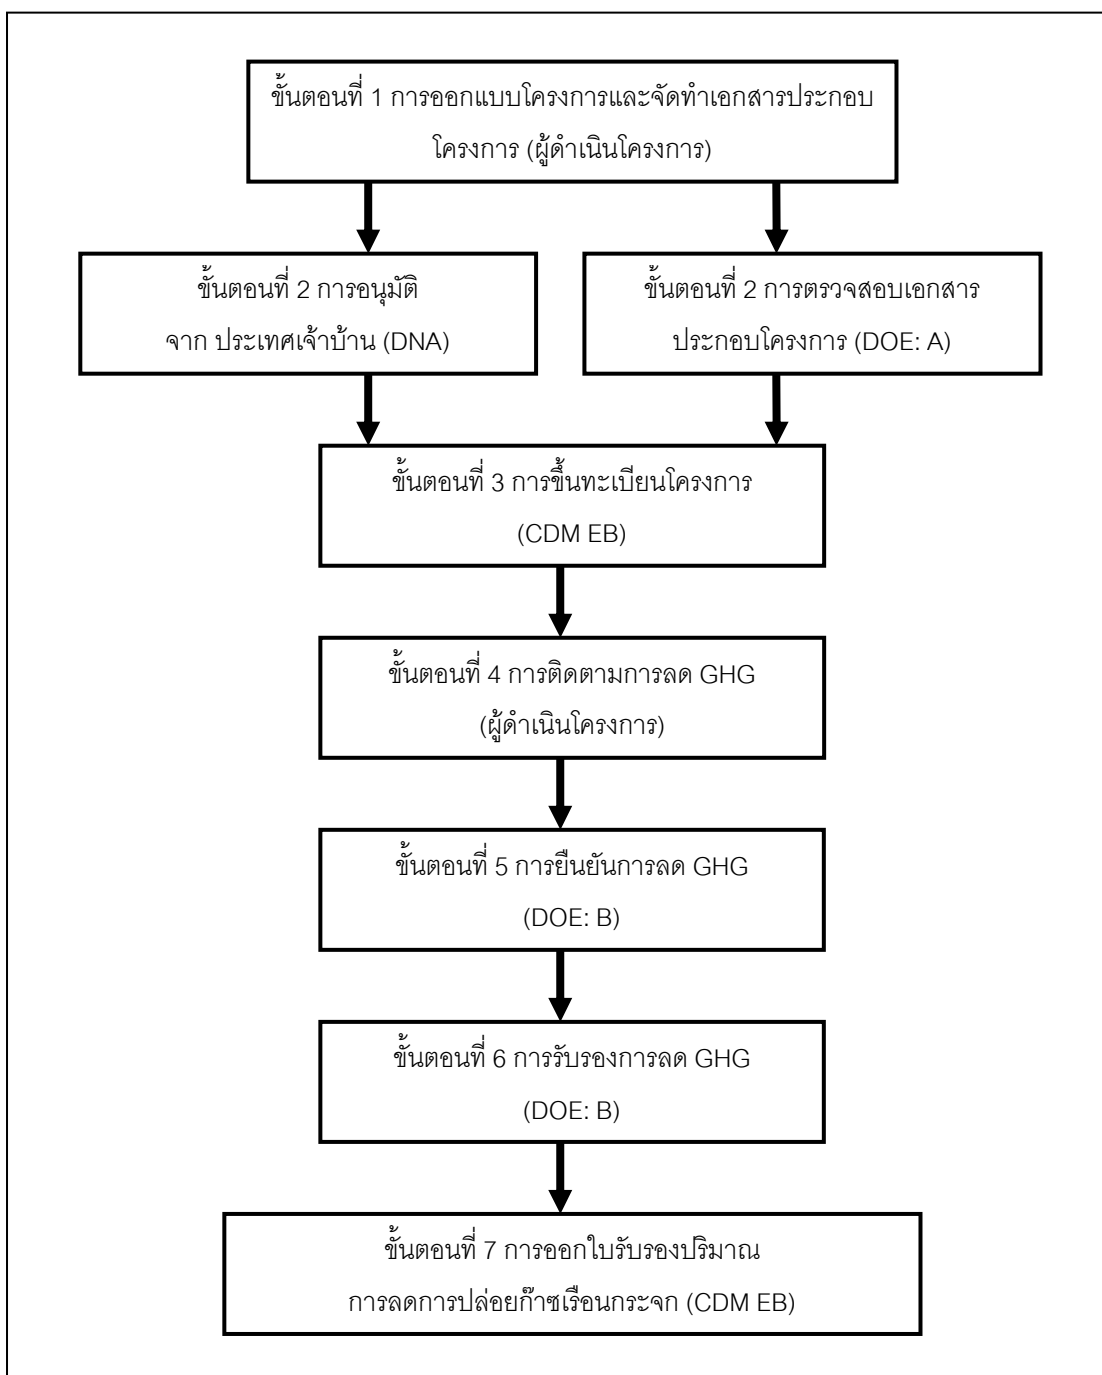 ขั้นตอนที่ 1 การออกแบบโครงการและจัดทำเอกสารประกอบ
โครงการ (ผู้ดำเนินโครงการ)
ขั้นตอนที่ 2 การอนุมัติ
จาก ประเทศเจ้าบ้าน (DNA)
ขั้นตอนที่ 2 การตรวจสอบเอกสาร
ประกอบโครงการ (DOE: A)
ขั้นตอนที่ 3 การขึ้นทะเบียนโครงการ
(CDM EB)
ขั้นตอนที่ 4 การติดตามการลด GHG
(ผู้ดำเนินโครงการ)
ขั้นตอนที่ 5 การยืนยันการลด GHG
(DOE: B)
ขั้นตอนที่ 6 การรับรองการลด GHG
(DOE: B)
ขั้นตอนที่ 7 การออกใบรับรองปริมาณ
การลดการปล่อยก๊าซเรือนกระจก (CDM EB)